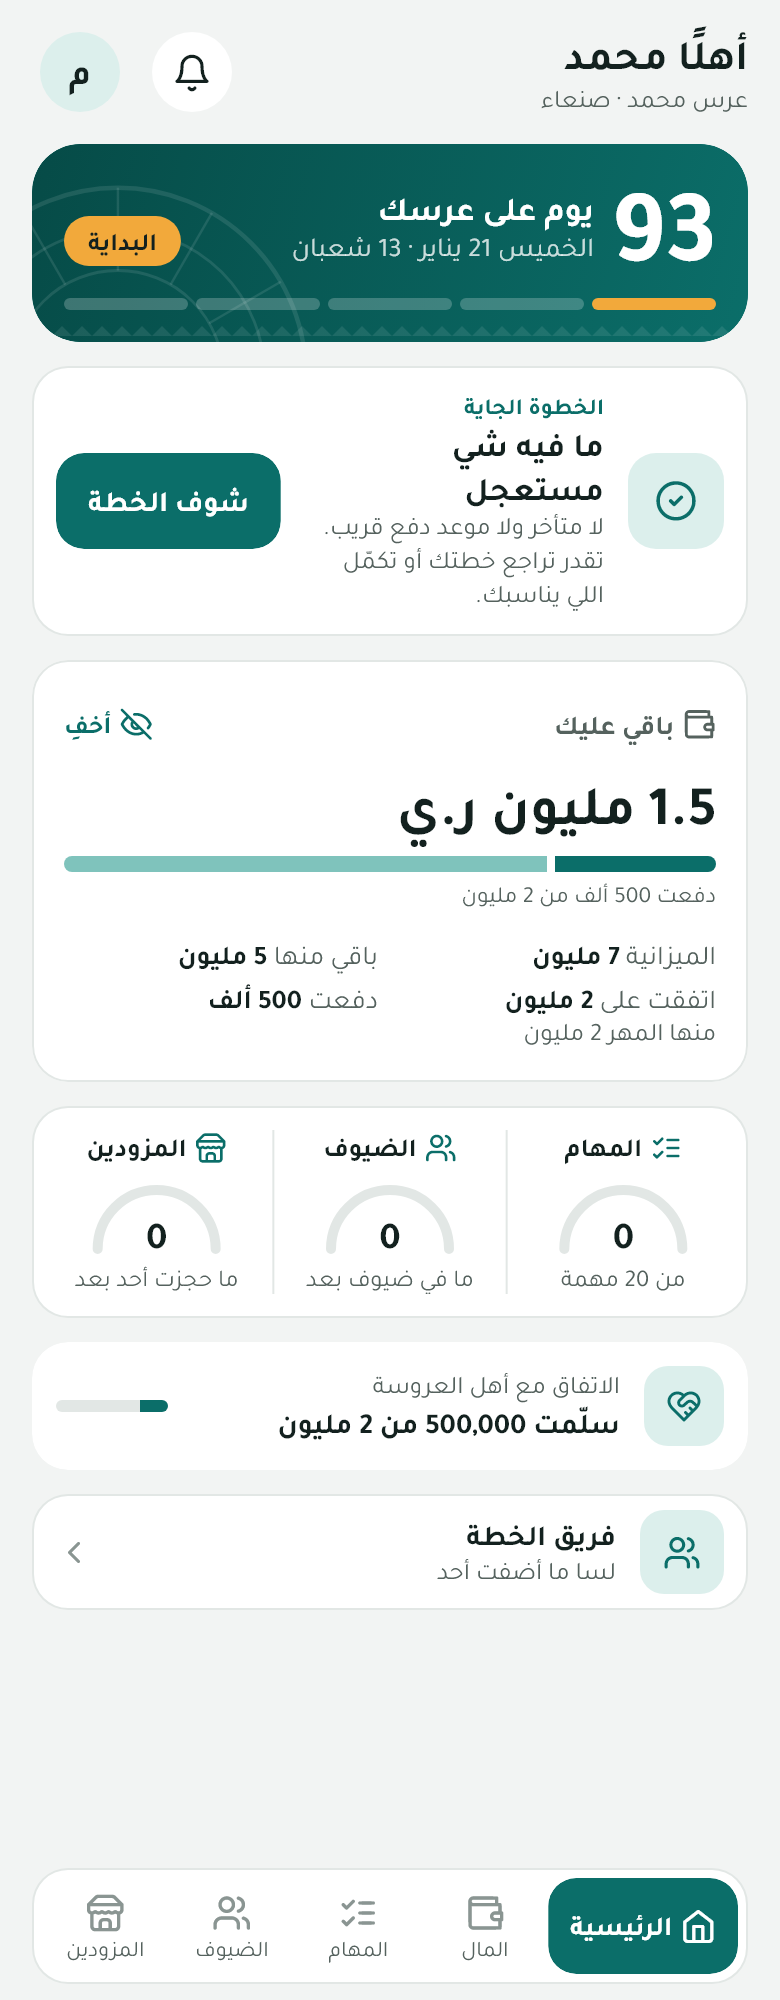 أهلًا محمد
عرس محمد · صنعاء
م
93
يوم على عرسك
الخميس 21 يناير · 13 شعبان
البداية
الخطوة الجاية
ما فيه شي
مستعجل
لا متأخر ولا موعد دفع قريب.
تقدر تراجع خطتك أو تكمّل
اللي يناسبك.
شوف الخطة
باقي عليك
أخفِ
1.5 مليون ر.ي
دفعت 500 ألف من 2 مليون
الميزانية 7 مليون
باقي منها 5 مليون
اتفقت على 2 مليون
دفعت 500 ألف
منها المهر 2 مليون
المهام
0
من 20 مهمة
الضيوف
0
ما في ضيوف بعد
المزودين
0
ما حجزت أحد بعد
الاتفاق مع أهل العروسة
سلّمت 500,000 من 2 مليون
فريق الخطة
لسا ما أضفت أحد
الرئيسية
المال
المهام
الضيوف
المزودين